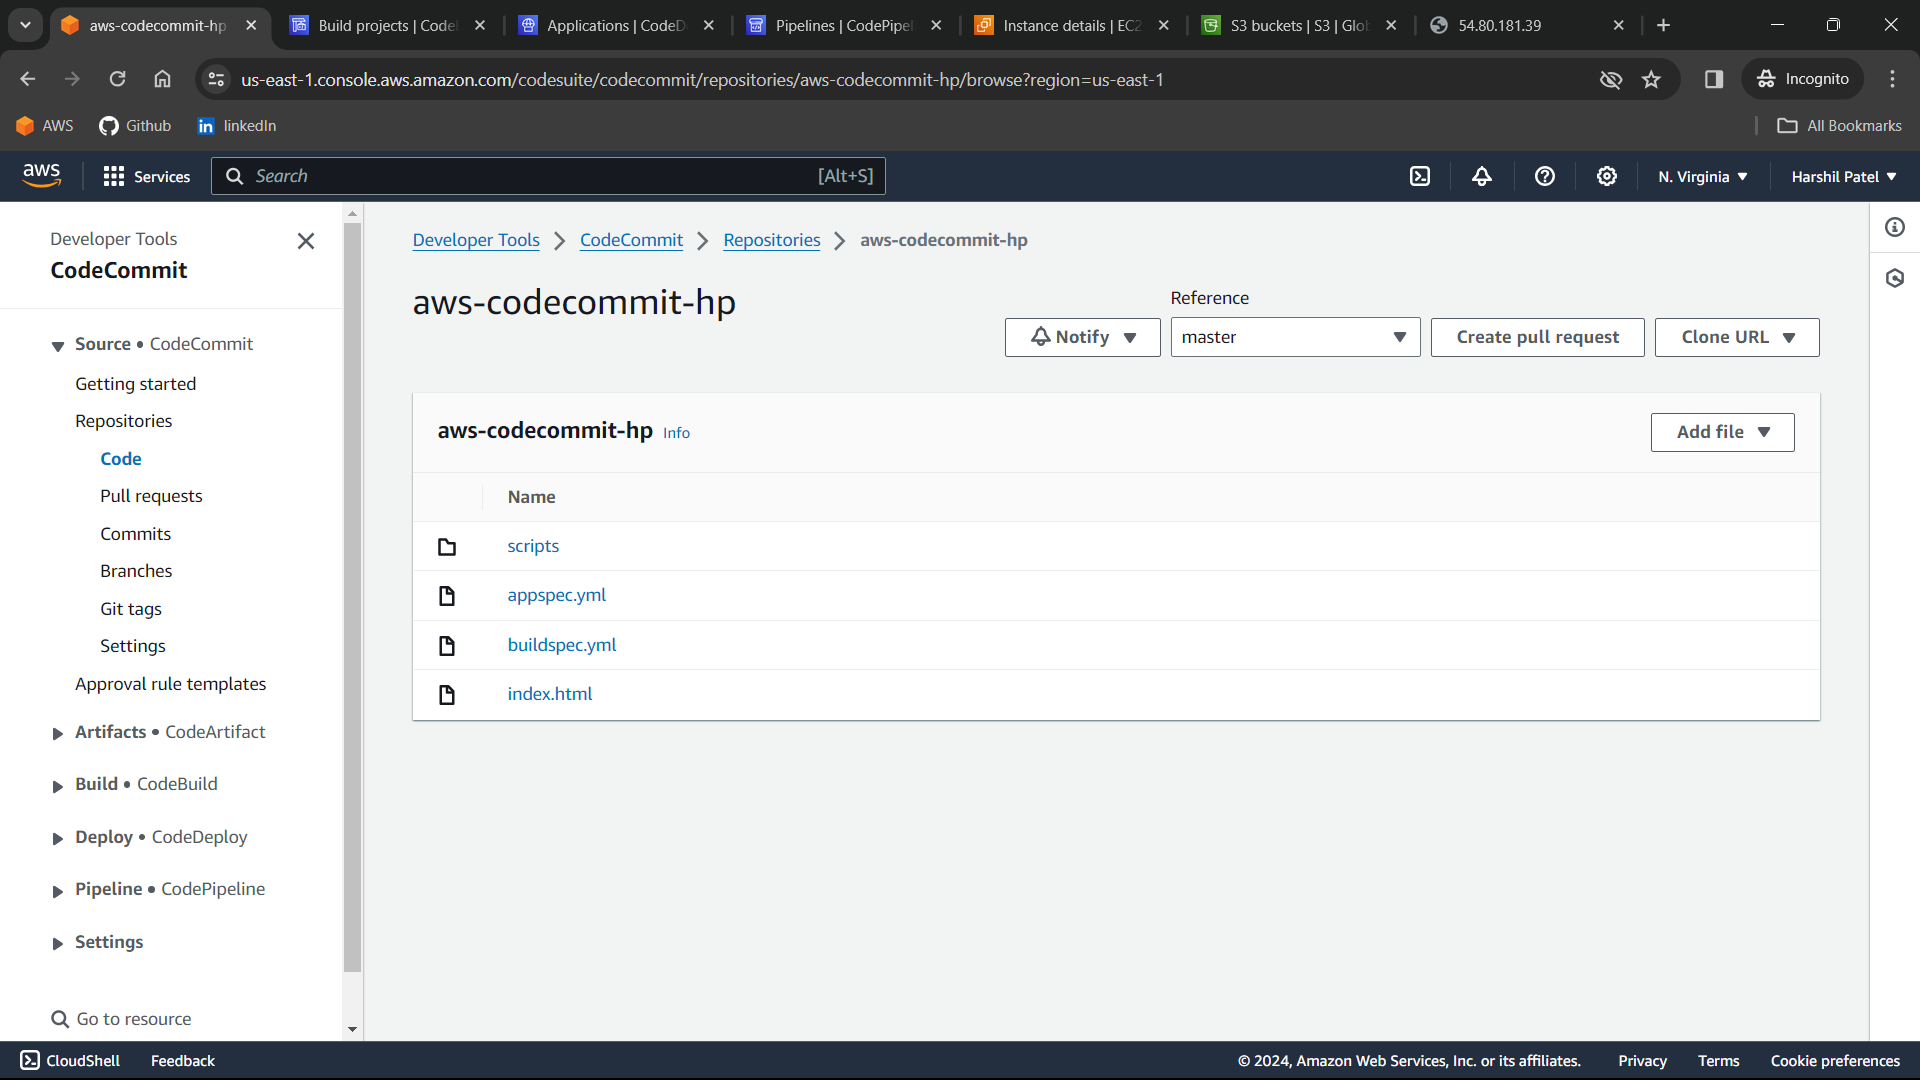 aws-codecommit-hp
Build projects | Code
Applications | CodeD
Pipelines | CodePipel
Instance details | EC2
S3 buckets | S3 | Glo
54.80.181.39
us-east-1.console.aws.amazon.com/codesuite/codecommit/repositories/aws-codecommit-hp/browse?region=us-east-1
Incognito
AWS
Github
in linkedIn
All Bookmarks
aws
Services
Search
[Alt+S]
N. Virginia
Harshil Patel
Developer Tools
CodeCommit
Source • CodeCommit
Getting started
Repositories
Code
Pull requests
Commits
Branches
Git tags
Settings
Approval rule templates
Artifacts • CodeArtifact
Build • CodeBuild
Deploy • CodeDeploy
Pipeline • CodePipeline
Settings
Go to resource
Developer Tools
CodeCommit
Repositories
aws-codecommit-hp
aws-codecommit-hp
Reference
Notify
master
Create pull request
Clone URL
aws-codecommit-hp Info
Add file
Name
scripts
appspec.yml
buildspec.yml
index.html
CloudShell
Feedback
© 2024, Amazon Web Services, Inc. or its affiliates.
Privacy
Terms
Cookie preferences